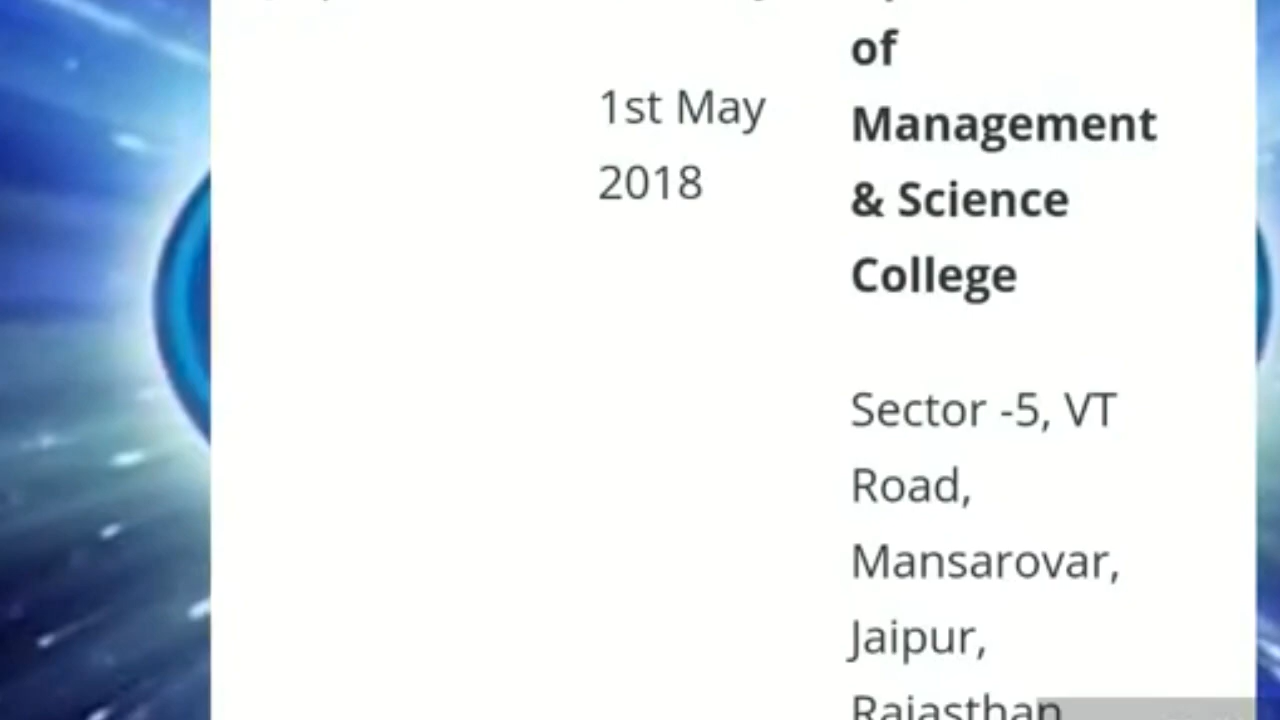 of
1st May
Management
2018
& Science
College
Sector -5, VT
Road,
Mansarovar,
Jaipur,
Rajasthan